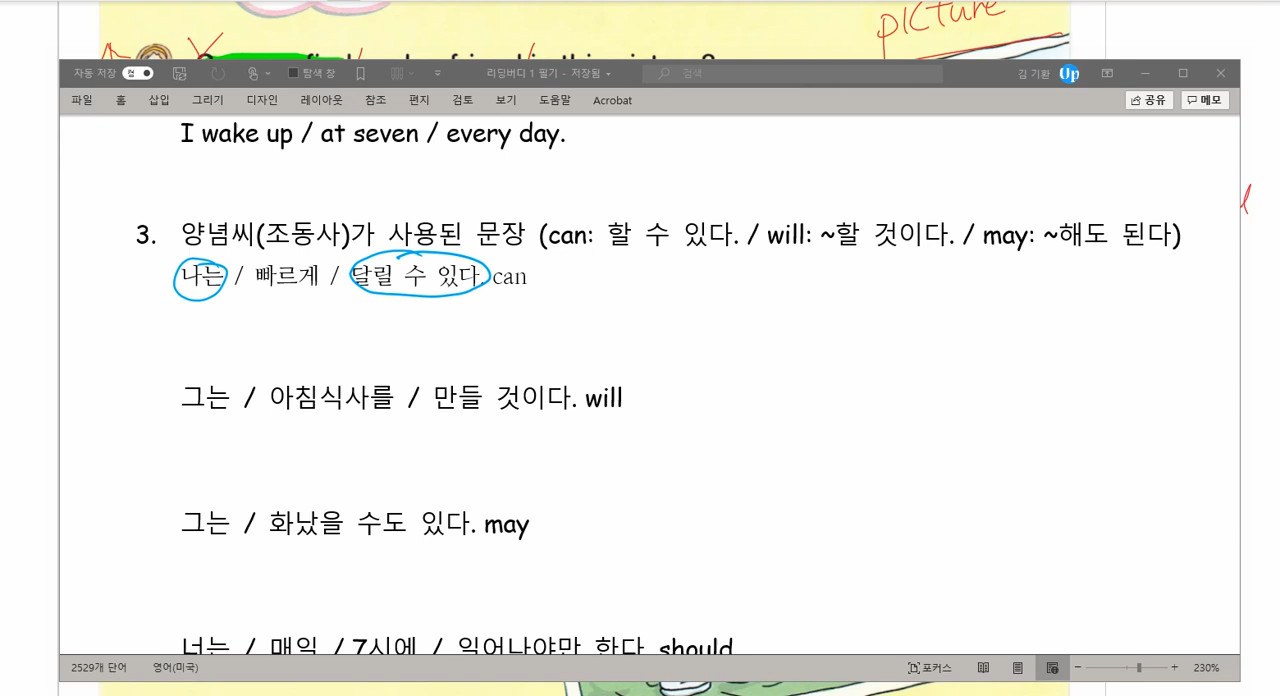 picture
자동 저장 컴 탐색 창 리딩버디 1 필기 - 저장됨 검색 김 기환 Up
파일 홈 삽입 그리기 디자인 레이아웃 참조 편지 검토 보기 도움말 Acrobat 공유 메모
I wake up / at seven / every day.
3. 양념씨(조동사)가 사용된 문장 (can: 할 수 있다. / will: ~할 것이다. / may: ~해도 된다)
나는 / 빠르게 / 달릴 수 있다. can
그는 / 아침식사를 / 만들 것이다. will
그는 / 화났을 수도 있다. may
너는 / 매일 / 7시에 / 일어나야만 한다. should
2529개 단어 영어(미국) 포커스 230%